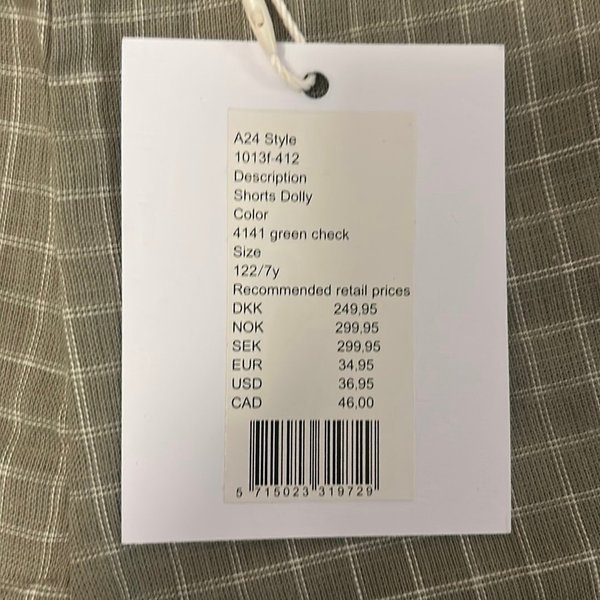 A24 Style
1013f-412
Description
Shorts Dolly
Color
4141 green check
Size
122/7y
Recommended retail prices
DKK 249,95
NOK 299,95
SEK 299,95
EUR 34,95
USD 36,95
CAD 46,00
5 715023 319729